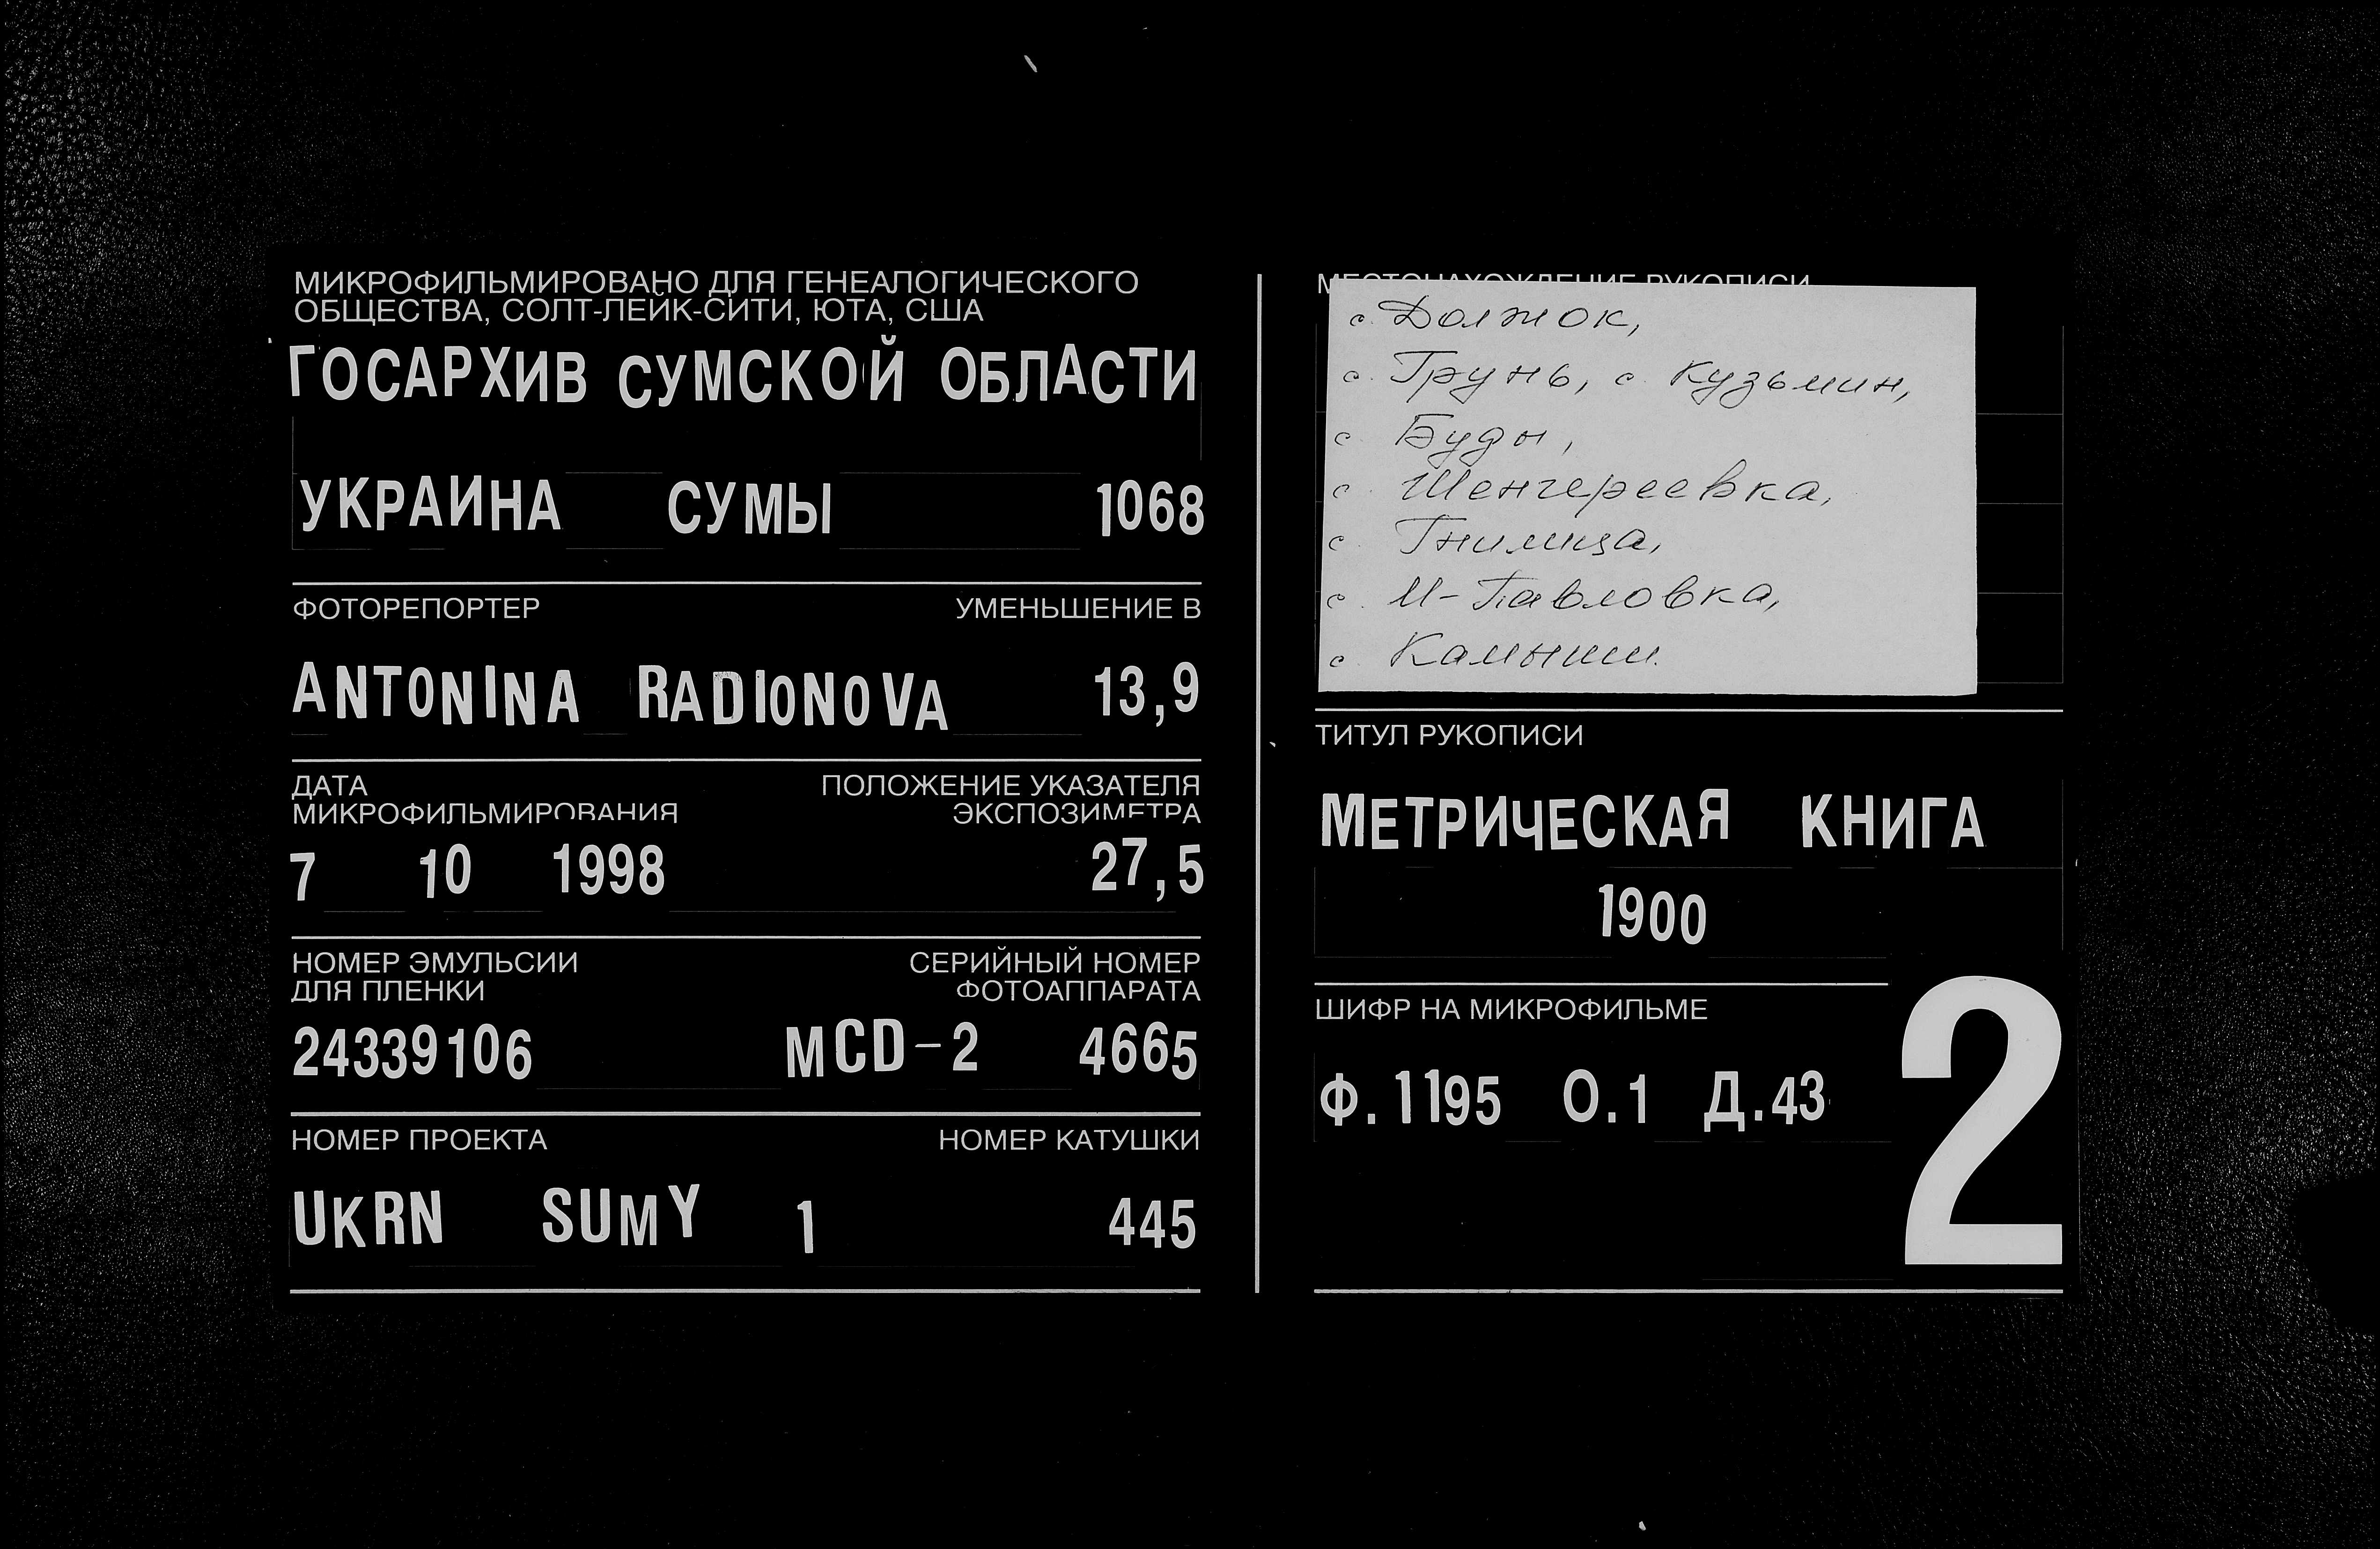 МИКРОФИЛЬМИРОВАНО ДЛЯ ГЕНЕАЛОГИЧЕСКОГО
ОБЩЕСТВА, СОЛТ-ЛЕЙК-СИТИ, ЮТА, США
ГОСАРХИВ СУМСКОЙ ОБЛАСТИ
УКРАИНА СУМЫ 1068
ФОТОРЕПОРТЕР УМЕНЬШЕНИЕ В
ANTONINA RADIONOVA 13,9
ДАТА ПОЛОЖЕНИЕ УКАЗАТЕЛЯ
МИКРОФИЛЬМИРОВАНИЯ ЭКСПОЗИМЕТРА
7 10 1998 27,5
НОМЕР ЭМУЛЬСИИ СЕРИЙНЫЙ НОМЕР
ДЛЯ ПЛЕНКИ ФОТОАППАРАТА
24339106 MCD-2 4665
НОМЕР ПРОЕКТА НОМЕР КАТУШКИ
UKRN SUMY 1 445
МЕСТОНАХОЖДЕНИЕ РУКОПИСИ
с. Должок,
с. Грунь, с. Кузьмин,
с. Буды,
с. Шенгереевка,
с. Гнилица,
с. М-Павловка,
с. Камыши.
ТИТУЛ РУКОПИСИ
МЕТРИЧЕСКАЯ КНИГА
1900
ШИФР НА МИКРОФИЛЬМЕ
Ф.1195 О.1 Д.43
2